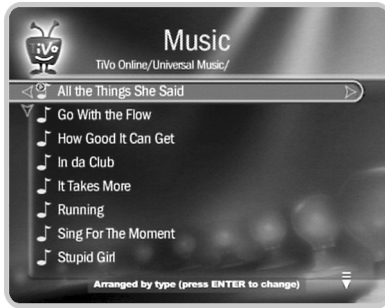 TiVo
Music
TiVo Online/Universal Music/
All the Things She Said
Go With the Flow
How Good It Can Get
In da Club
It Takes More
Running
Sing For The Moment
Stupid Girl
Arranged by type (press ENTER to change)